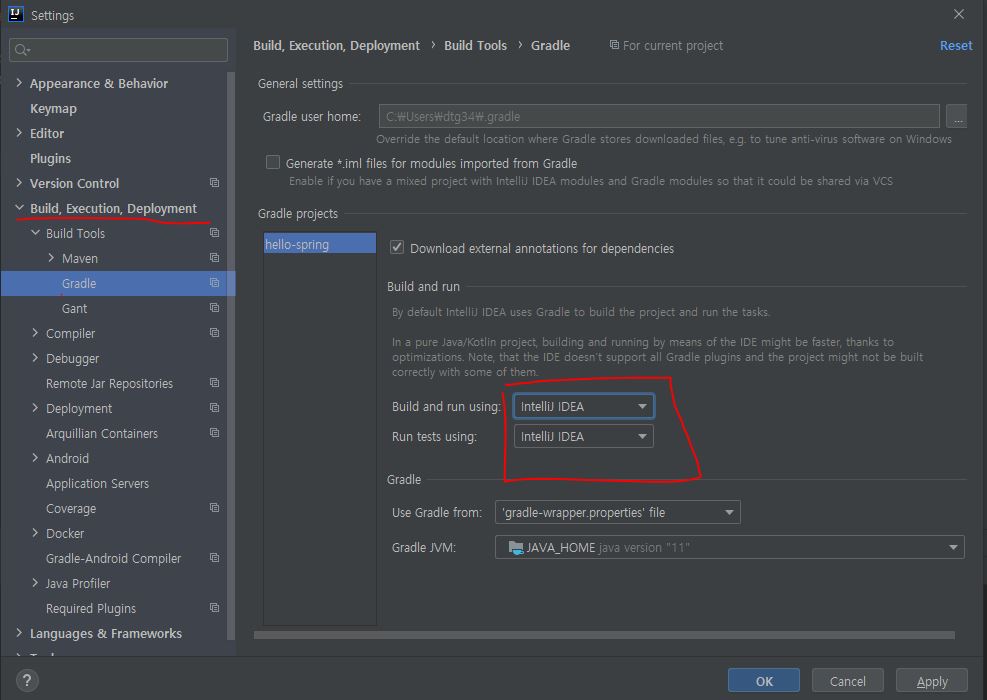 IJ
Settings
Build, Execution, Deployment › Build Tools › Gradle
For current project
Reset
Appearance & Behavior
Keymap
Editor
Plugins
Version Control
Build, Execution, Deployment
Build Tools
Maven
Gradle
Gant
Compiler
Debugger
Remote Jar Repositories
Deployment
Arquillian Containers
Android
Application Servers
Coverage
Docker
Gradle-Android Compiler
Java Profiler
Required Plugins
Languages & Frameworks
General settings
Gradle user home:
C:₩Users₩dtg34₩.gradle
...
Override the default location where Gradle stores downloaded files, e.g. to tune anti-virus software on Windows
Generate *.iml files for modules imported from Gradle
Enable if you have a mixed project with IntelliJ IDEA modules and Gradle modules so that it could be shared via VCS
Gradle projects
hello-spring
Download external annotations for dependencies
Build and run
By default IntelliJ IDEA uses Gradle to build the project and run the tasks.
In a pure Java/Kotlin project, building and running by means of the IDE might be faster, thanks to
optimizations. Note, that the IDE doesn't support all Gradle plugins and the project might not be built
correctly with some of them.
Build and run using: IntelliJ IDEA
Run tests using: IntelliJ IDEA
Gradle
Use Gradle from: 'gradle-wrapper.properties' file
Gradle JVM: JAVA_HOME java version "11"
?
OK
Cancel
Apply